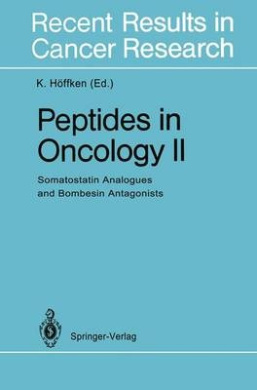 Recent Results in
Cancer Research
K. Höffken (Ed.)
Peptides in
Oncology II
Somatostatin Analogues
and Bombesin Antagonists
Springer-Verlag